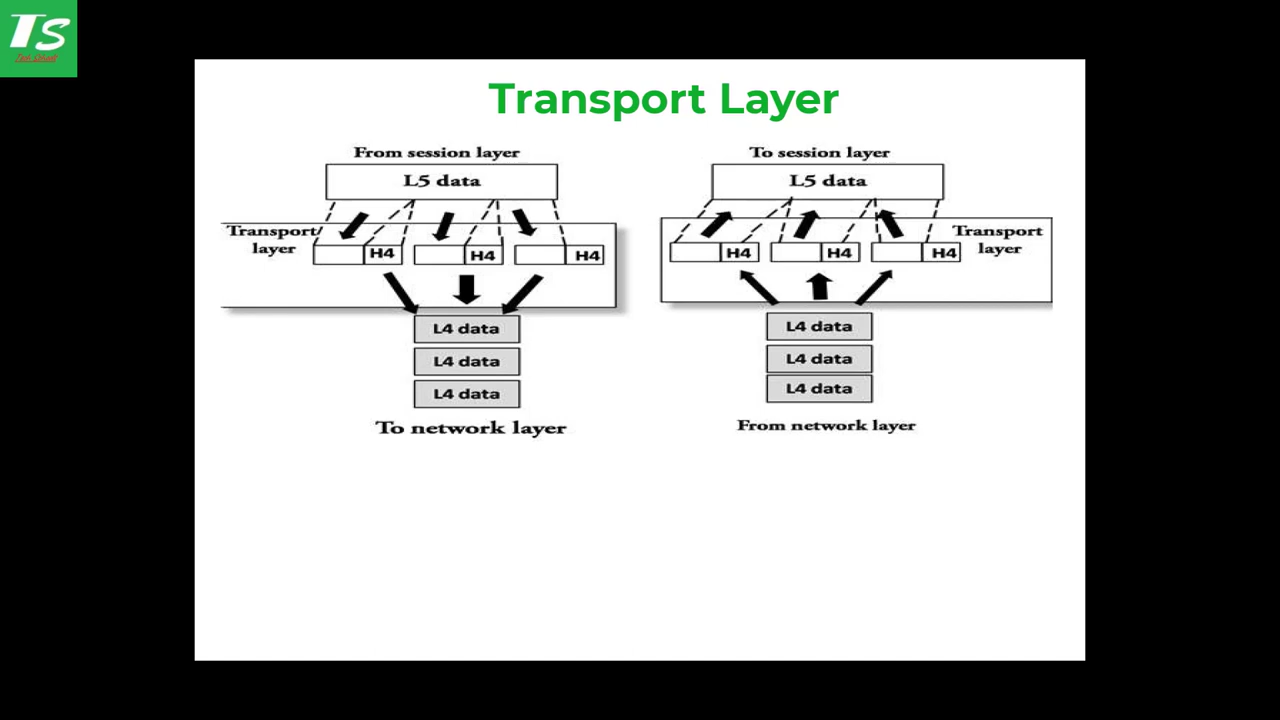 TS
Transport Layer
From session layer
L5 data
Transport
layer
H4
H4
H4
L4 data
L4 data
L4 data
To network layer
To session layer
L5 data
Transport
layer
H4
H4
H4
L4 data
L4 data
L4 data
From network layer